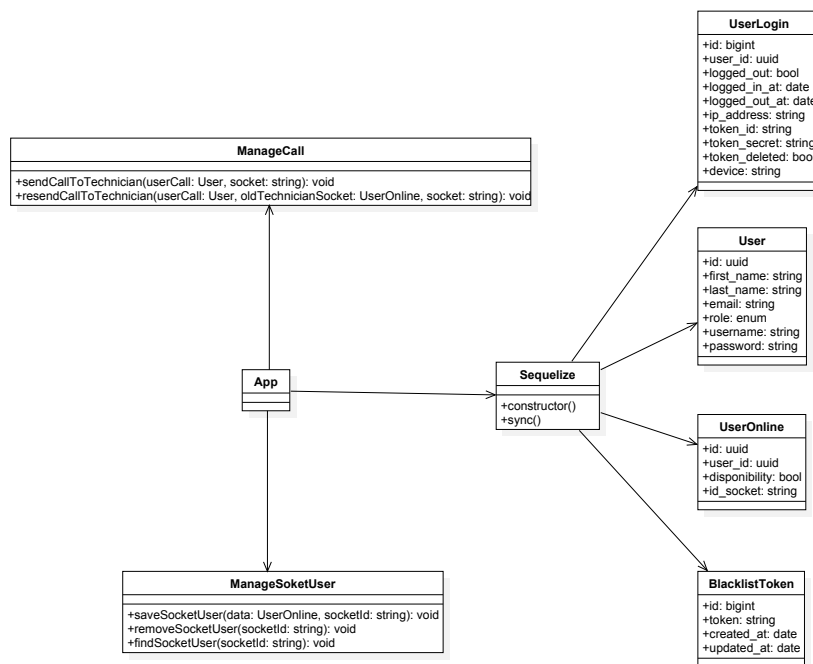 UserLogin
+id: bigint
+user_id: uuid
+logged_out: bool
+logged_in_at: date
+logged_out_at: date
+ip_address: string
+token_id: string
+token_secret: string
+token_deleted: bool
+device: string
ManageCall
+sendCallToTechnician(userCall: User, socket: string): void
+resendCallToTechnician(userCall: User, oldTechnicianSocket: UserOnline, socket: string): void
User
+id: uuid
+first_name: string
+last_name: string
+email: string
+role: enum
+username: string
+password: string
App
Sequelize
+constructor()
+sync()
UserOnline
+id: uuid
+user_id: uuid
+disponibility: bool
+id_socket: string
ManageSoketUser
+saveSocketUser(data: UserOnline, socketId: string): void
+removeSocketUser(socketId: string): void
+findSocketUser(socketId: string): void
BlacklistToken
+id: bigint
+token: string
+created_at: date
+updated_at: date